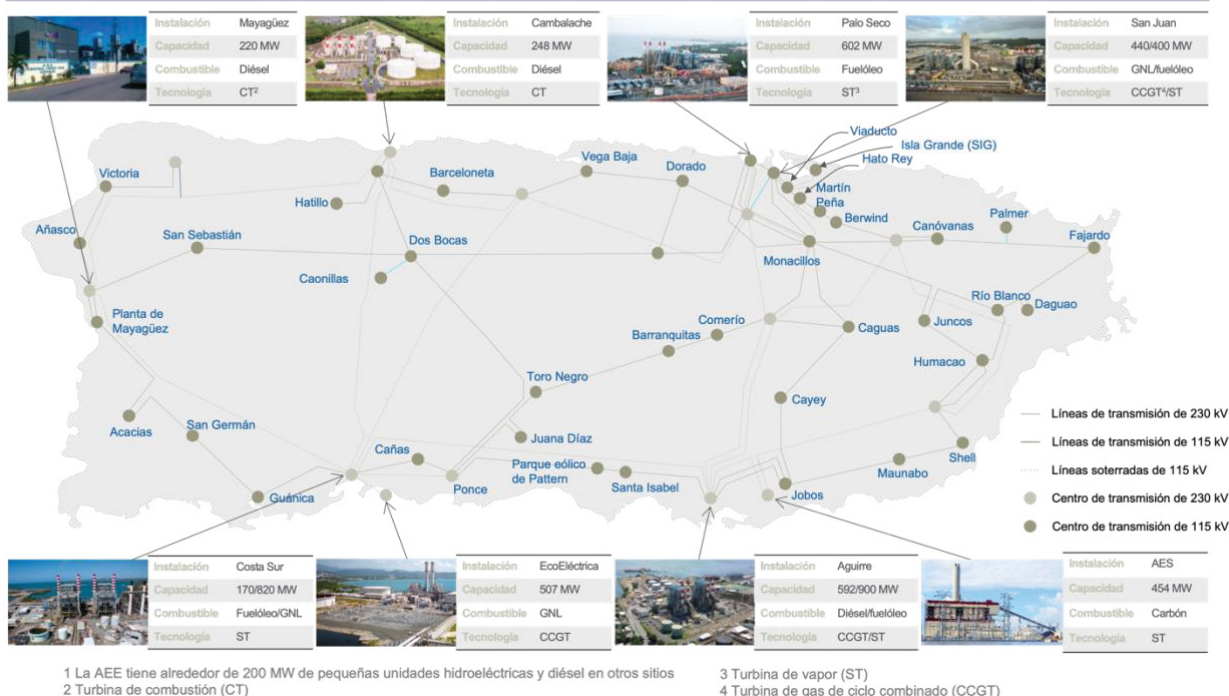 Instalación Mayagüez
Capacidad 220 MW
Combustible Diésel
Tecnología CT²
Instalación Cambalache
Capacidad 248 MW
Combustible Diésel
Tecnología CT
Instalación Palo Seco
Capacidad 602 MW
Combustible Fuelóleo
Tecnología ST³
Instalación San Juan
Capacidad 440/400 MW
Combustible GNL/fuelóleo
Tecnología CCGT⁴/ST
Viaducto
Isla Grande (SIG)
Hato Rey
Vega Baja
Dorado
Victoria
Barceloneta
Martín
Peña
Hatillo
Berwind
Canóvanas
Palmer
Añasco
San Sebastián
Dos Bocas
Fajardo
Monacillos
Caonillas
Planta de
Mayagüez
Río Blanco
Daguao
Comerío
Juncos
Barranquitas
Caguas
Humacao
Toro Negro
Cayey
Acacias
San Germán
Juana Díaz
Cañas
Shell
Parque eólico
de Pattern
Maunabo
Guánica
Ponce
Santa Isabel
Jobos
Líneas de transmisión de 230 kV
Líneas de transmisión de 115 kV
Líneas soterradas de 115 kV
Centro de transmisión de 230 kV
Centro de transmisión de 115 kV
Instalación Costa Sur
Capacidad 170/820 MW
Combustible Fuelóleo/GNL
Tecnología ST
Instalación EcoEléctrica
Capacidad 507 MW
Combustible GNL
Tecnología CCGT
Instalación Aguirre
Capacidad 592/900 MW
Combustible Diésel/fuelóleo
Tecnología CCGT/ST
Instalación AES
Capacidad 454 MW
Combustible Carbón
Tecnología ST
1 La AEE tiene alrededor de 200 MW de pequeñas unidades hidroeléctricas y diésel en otros sitios
2 Turbina de combustión (CT)
3 Turbina de vapor (ST)
4 Turbina de gas de ciclo combinado (CCGT)